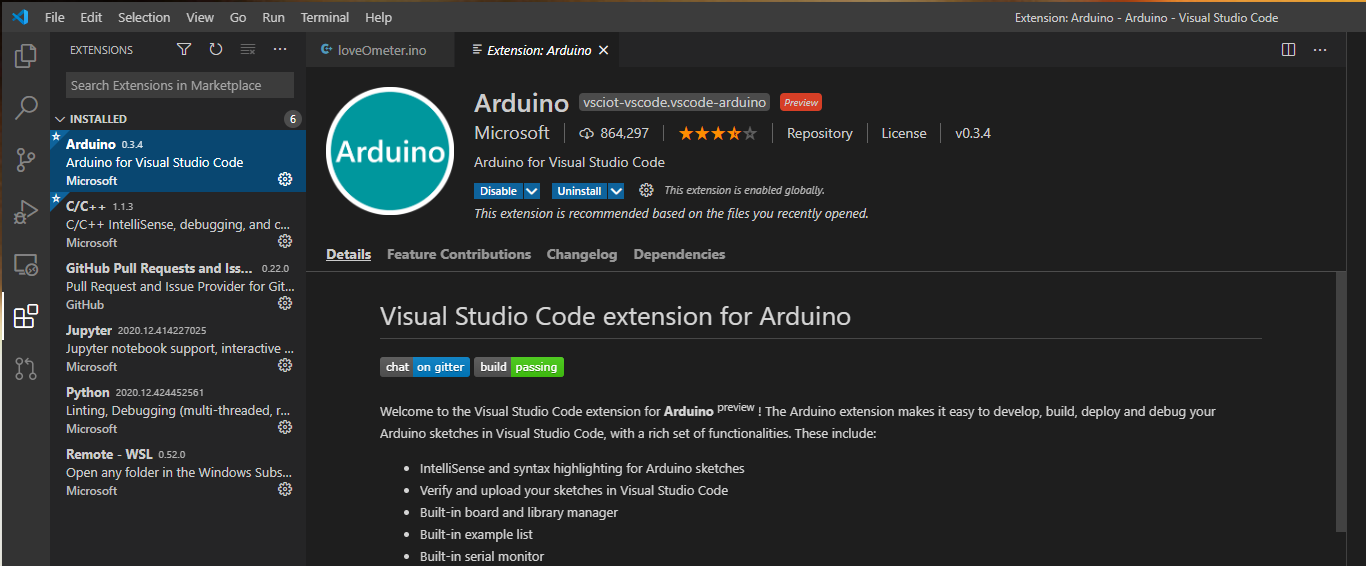 File Edit Selection View Go Run Terminal Help
Extension: Arduino - Arduino - Visual Studio Code
EXTENSIONS
Search Extensions in Marketplace
INSTALLED 6
Arduino 0.3.4
Arduino for Visual Studio Code
Microsoft
C/C++ 1.1.3
C/C++ IntelliSense, debugging, and c...
Microsoft
GitHub Pull Requests and Iss... 0.22.0
Pull Request and Issue Provider for Git...
GitHub
Jupyter 2020.12.414227025
Jupyter notebook support, interactive ...
Microsoft
Python 2020.12.424452561
Linting, Debugging (multi-threaded, r...
Microsoft
Remote - WSL 0.52.0
Open any folder in the Windows Subs...
Microsoft
loveOmeter.ino
Extension: Arduino
Arduino
Arduino vsciot-vscode.vscode-arduino Preview
Microsoft 864,297 Repository License v0.3.4
Arduino for Visual Studio Code
Disable Uninstall This extension is enabled globally.
This extension is recommended based on the files you recently opened.
Details Feature Contributions Changelog Dependencies
Visual Studio Code extension for Arduino
chat on gitter build passing
Welcome to the Visual Studio Code extension for Arduino preview ! The Arduino extension makes it easy to develop, build, deploy and debug your
Arduino sketches in Visual Studio Code, with a rich set of functionalities. These include:
• IntelliSense and syntax highlighting for Arduino sketches
• Verify and upload your sketches in Visual Studio Code
• Built-in board and library manager
• Built-in example list
• Built-in serial monitor